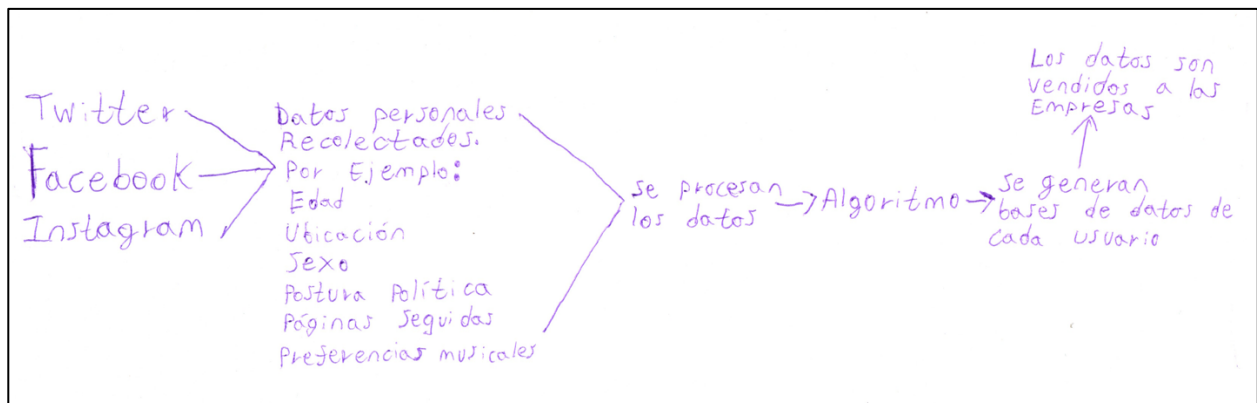 Twitter
Facebook
Instagram
Datos personales
Recolectados.
Por Ejemplo:
Edad
Ubicación
Sexo
Postura Política
Páginas Seguidas
Preferencias musicales
Se procesan
los datos
Algoritmo
Se generan
bases de datos de
cada usuario
Los datos son
vendidos a las
Empresas